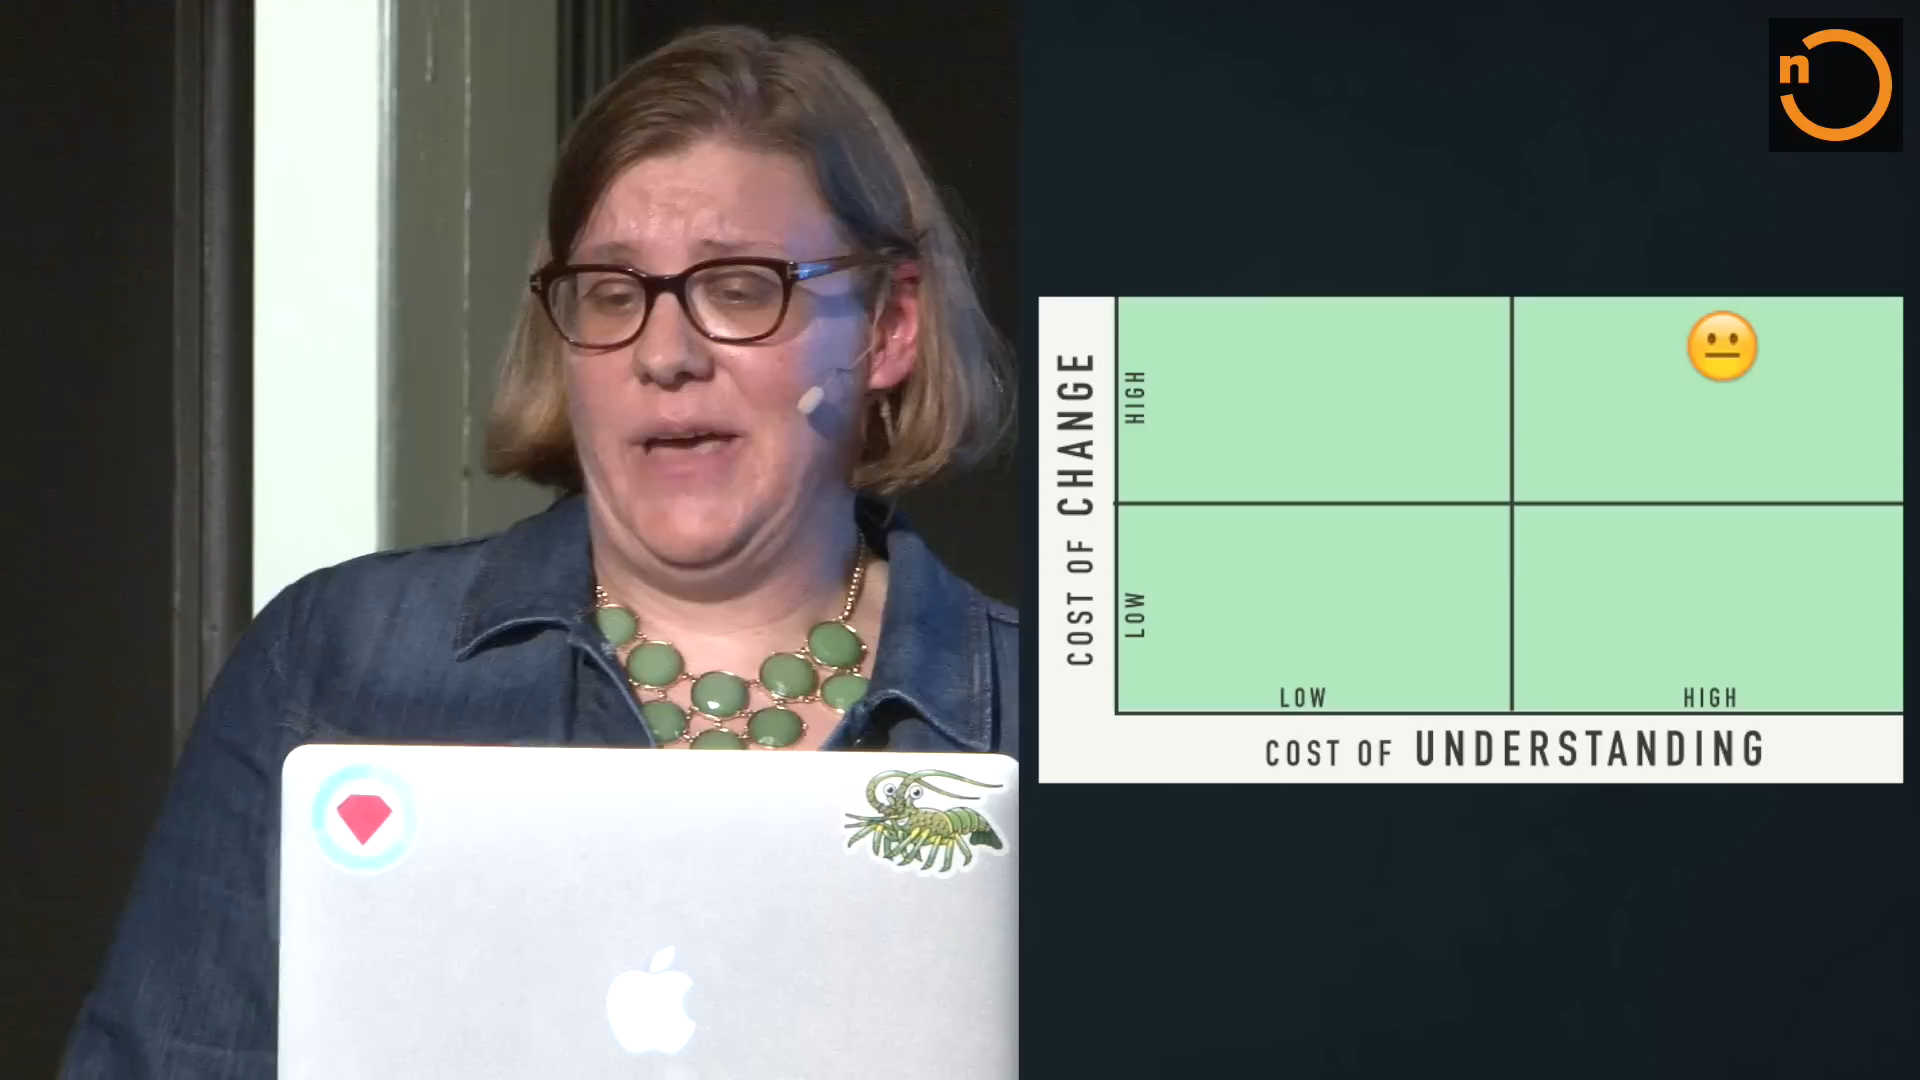 n
COST OF CHANGE
HIGH
LOW
LOW
HIGH
COST OF UNDERSTANDING